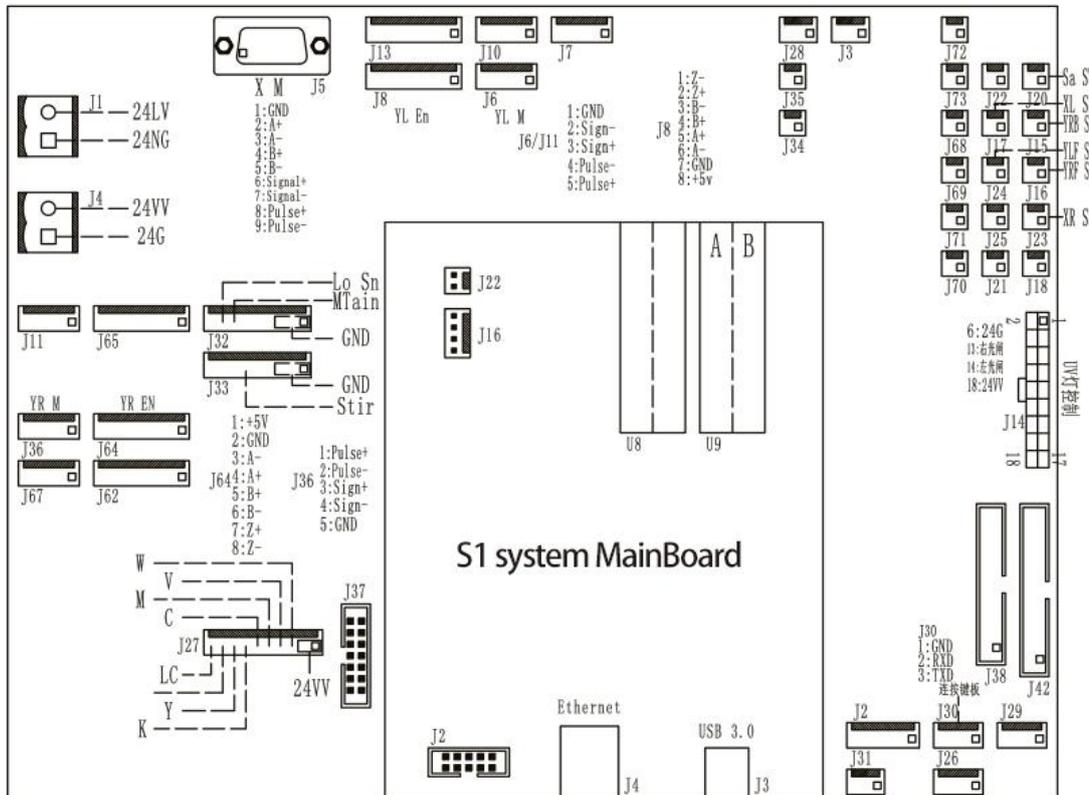 J13
J10
J7
J28
J3
J72
X M
J5
J8
YL En
J6
YL M
J35
J34
J73
J22
J20
Sa S
XL S
YRB S
J68
J17
J15
YLF S
YRF S
J69
J24
J16
XR S
J71
J25
J23
J70
J21
J18
J1
24LV
24NG
J4
24VV
24G
1:GND
2:A+
3:A-
4:B+
5:B-
6:Signal+
7:Signal-
8:Pulse+
9:Pulse-
J6/J11
1:GND
2:Sign-
3:Sign+
4:Pulse-
5:Pulse+
J8
1:Z-
2:Z+
3:B-
4:B+
5:A+
6:A-
7:GND
8:+5v
J22
J16
A B
U8
U9
Lo Sn
MTain
J11
J65
J32
GND
J33
GND
Stir
YR M
YR EN
J36
J64
J67
J62
J64
1:+5V
2:GND
3:A-
4:A+
5:B+
6:B-
7:Z+
8:Z-
J36
1:Pulse+
2:Pulse-
3:Sign+
4:Sign-
5:GND
2
1
6:24G
13:右光闸
14:左光闸
18:24VV
J14
UV灯控制
18
17
S1 system MainBoard
W
V
M
C
J27
LC
Y
K
24VV
J37
J38
J42
J30
1:GND
2:RXD
3:TXD
连接键板
J2
J30
J29
J31
J26
J2
Ethernet
J4
USB 3.0
J3